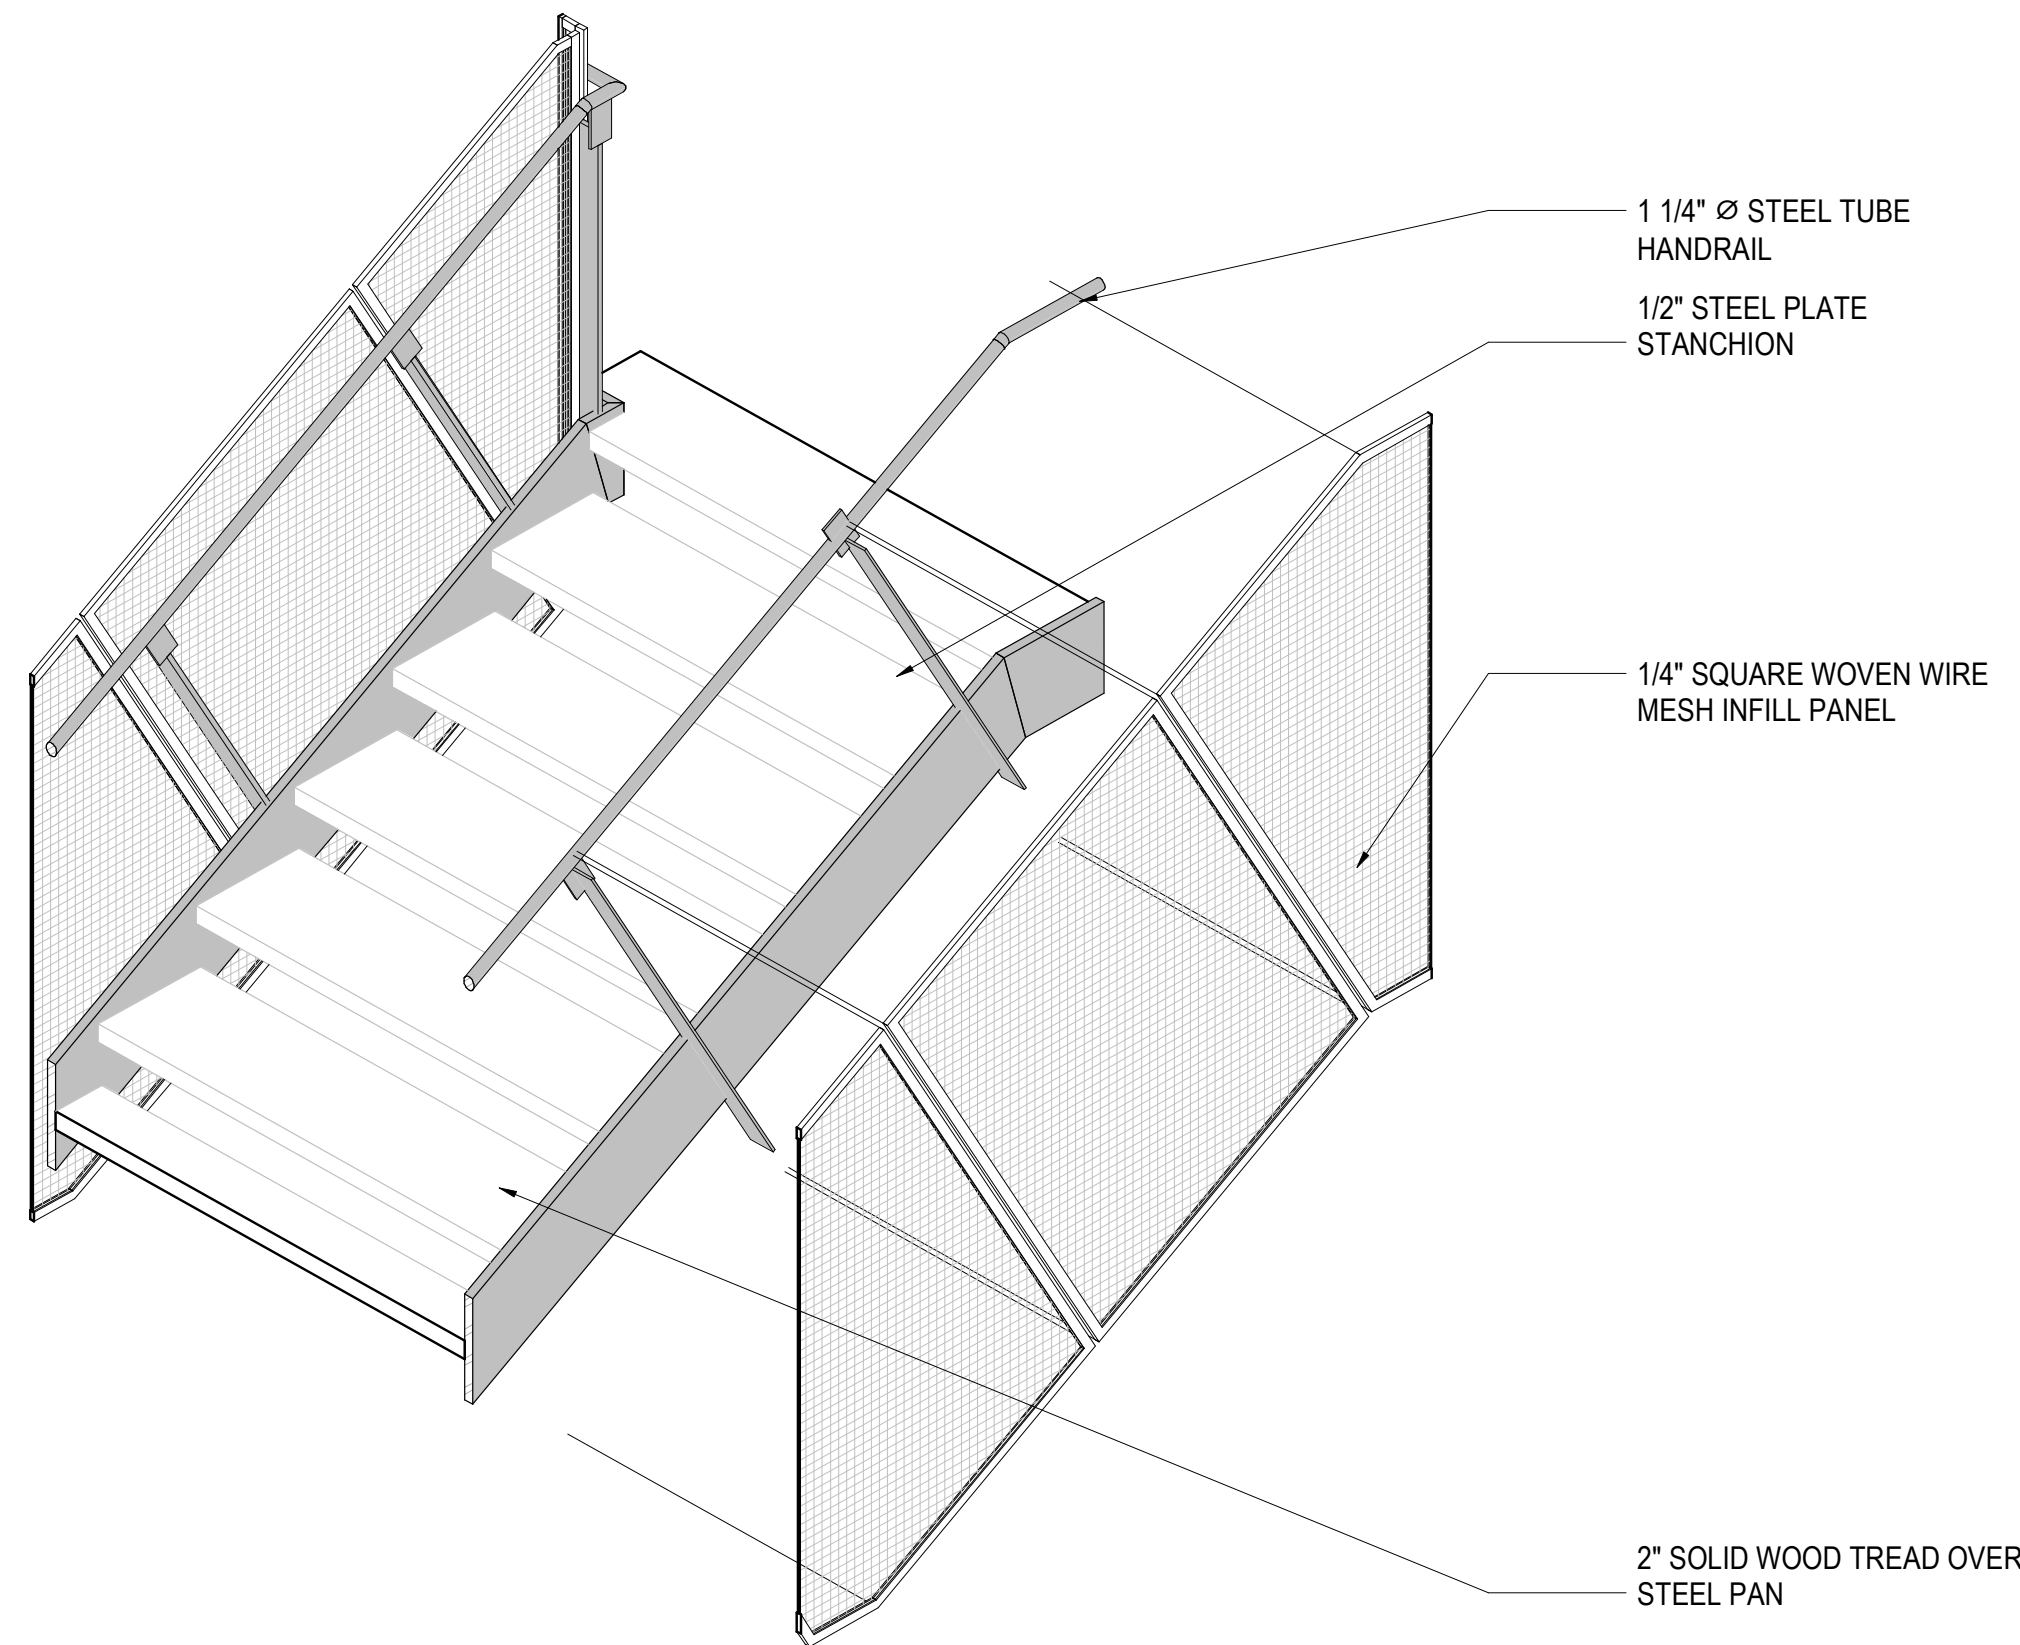 1 1/4" Ø STEEL TUBE
HANDRAIL
1/2" STEEL PLATE
STANCHION
1/4" SQUARE WOVEN WIRE
MESH INFILL PANEL
2" SOLID WOOD TREAD OVER
STEEL PAN